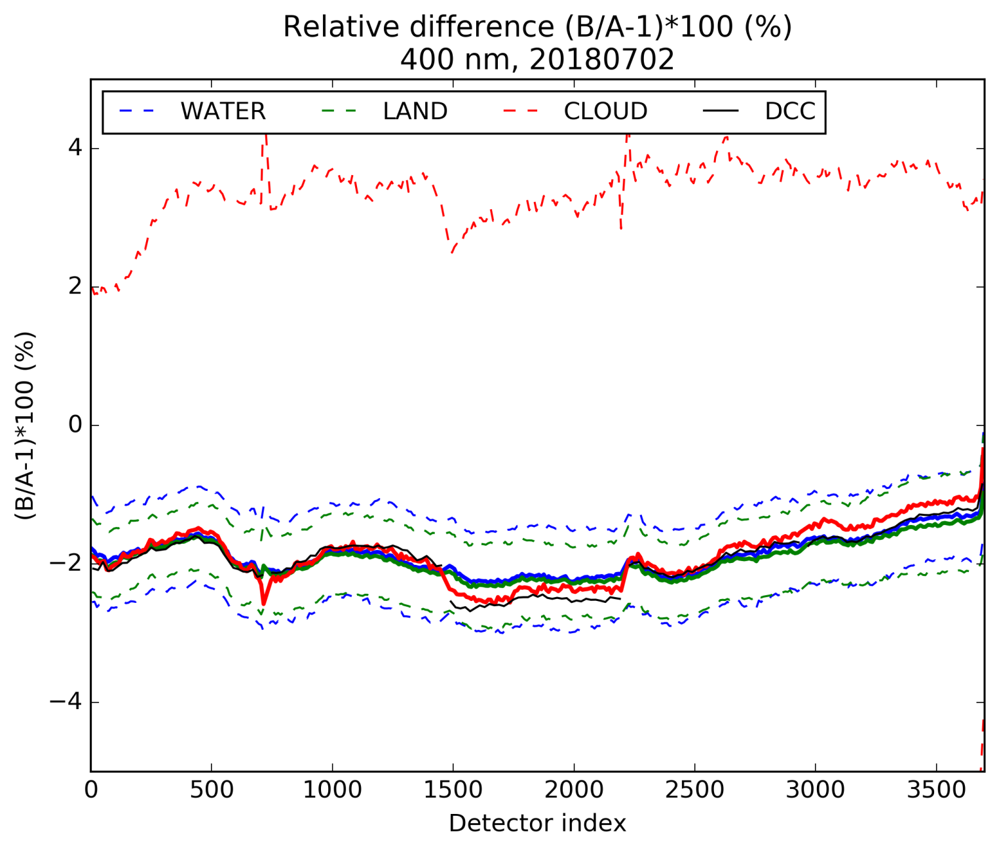 Relative difference (B/A-1)*100 (%)
400 nm, 20180702
WATER LAND CLOUD DCC
4
2
0
−2
−4
(B/A-1)*100 (%)
0 500 1000 1500 2000 2500 3000 3500
Detector index